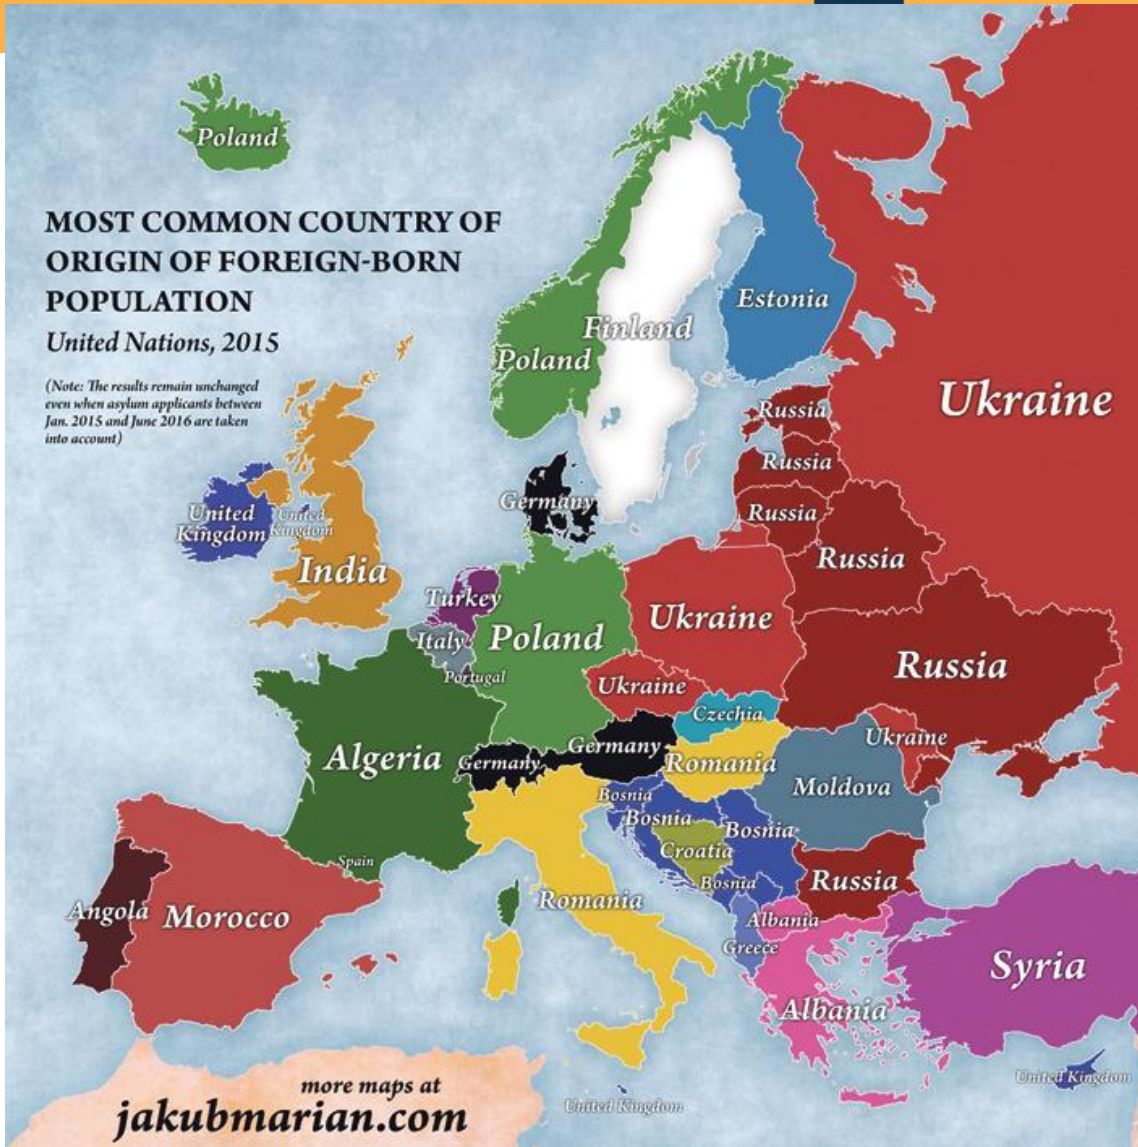 Poland
MOST COMMON COUNTRY OF
ORIGIN OF FOREIGN-BORN
POPULATION
United Nations, 2015
(Note: The results remain unchanged
even when asylum applicants between
Jan. 2015 and June 2016 are taken
into account)
Estonia
Finland
Poland
Ukraine
Russia
Russia
Germany
Russia
United
Kingdom
United
Kingdom
Russia
India
Turkey
Ukraine
Italy
Poland
Russia
Portugal
Ukraine
Czechia
Ukraine
Germany
Algeria
Germany
Romania
Moldova
Bosnia
Bosnia
Bosnia
Croatia
Spain
Bosnia
Russia
Romania
Angola
Morocco
Albania
Greece
Syria
Albania
United Kingdom
United Kingdom
more maps at
jakubmarian.com